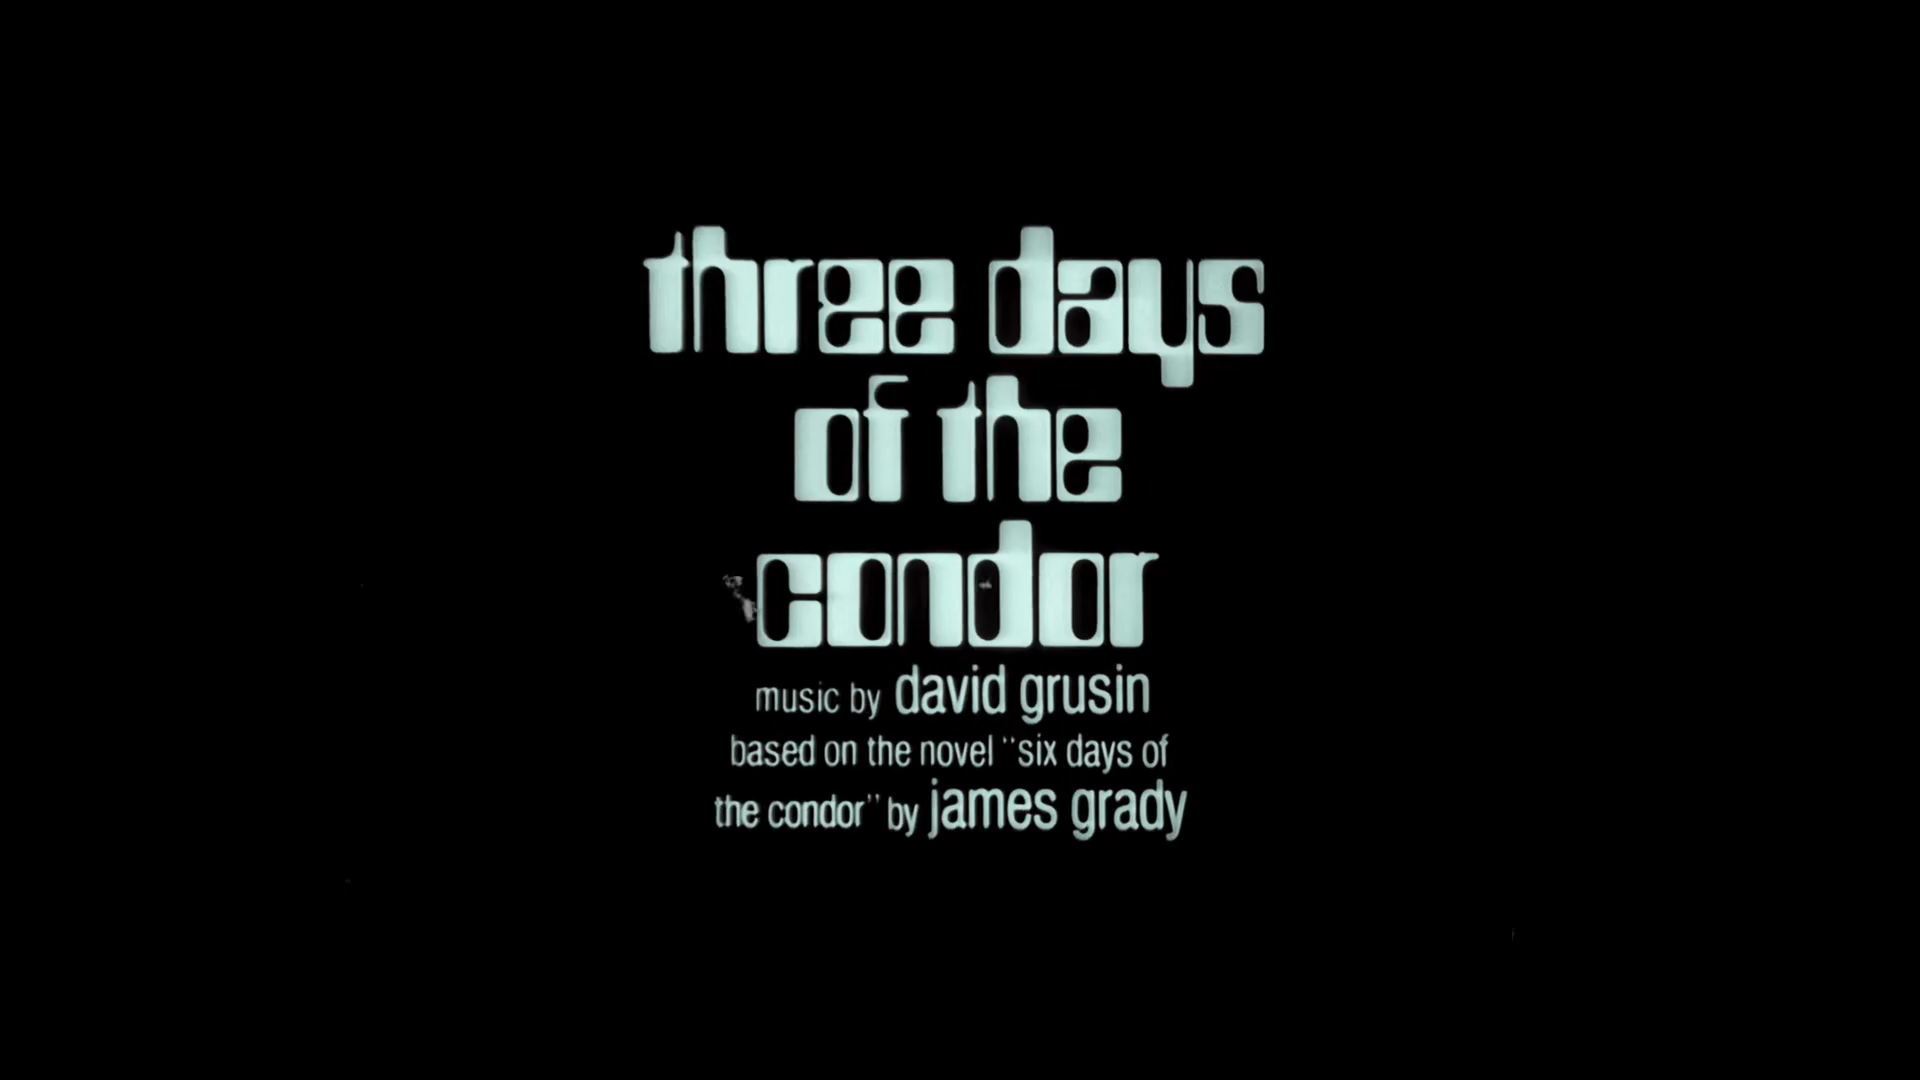 three days
of the
condor
music by david grusin
based on the novel "six days of
the condor" by james grady